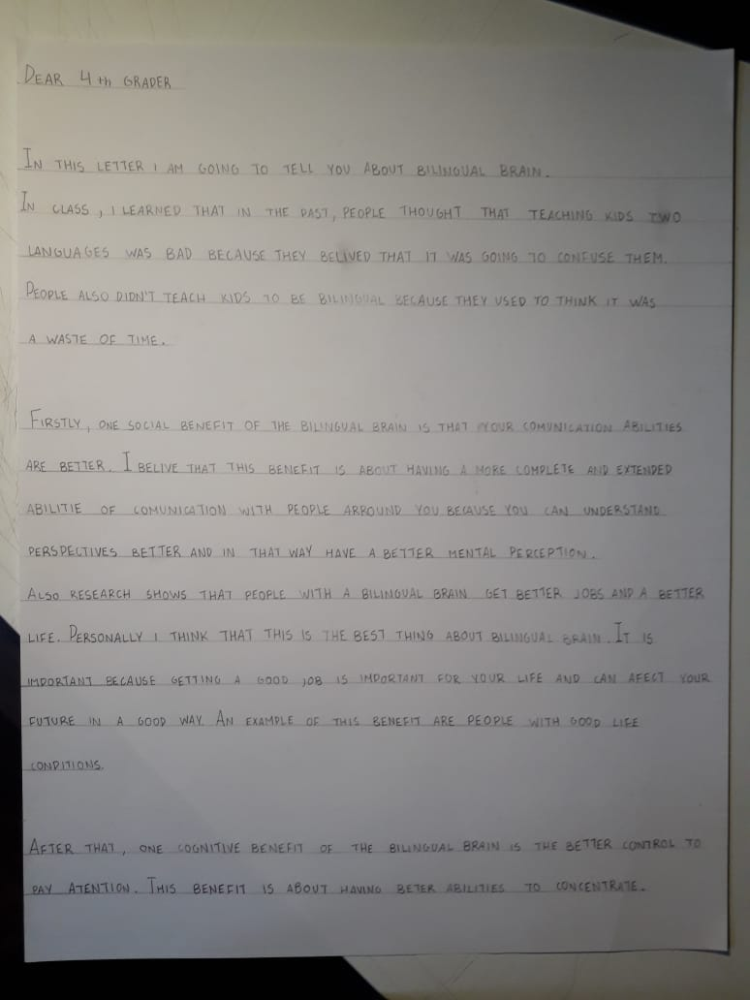 DEAR 4th GRADER
IN THIS LETTER I AM GOING TO TELL YOU ABOUT BILINGUAL BRAIN.
IN CLASS, I LEARNED THAT IN THE PAST, PEOPLE THOUGHT THAT TEACHING KIDS TWO
LANGUAGES WAS BAD BECAUSE THEY BELIVED THAT IT WAS GOING TO CONFUSE THEM.
PEOPLE ALSO DIDN'T TEACH KIDS TO BE BILINGUAL BECAUSE THEY USED TO THINK IT WAS
A WASTE OF TIME.
FIRSTLY, ONE SOCIAL BENEFIT OF THE BILINGUAL BRAIN IS THAT YOUR COMUNICATION ABILITIES
ARE BETTER. I BELIVE THAT THIS BENEFIT IS ABOUT HAVING A MORE COMPLETE AND EXTENDED
ABILITIE OF COMUNICATION WITH PEOPLE ARROUND YOU BECAUSE YOU CAN UNDERSTAND
PERSPECTIVES BETTER AND IN THAT WAY HAVE A BETTER MENTAL PERCEPTION.
ALSO RESEARCH SHOWS THAT PEOPLE WITH A BILINGUAL BRAIN GET BETTER JOBS AND A BETTER
LIFE. PERSONALLY I THINK THAT THIS IS THE BEST THING ABOUT BILINGUAL BRAIN. IT IS
IMPORTANT BECAUSE GETTING A GOOD JOB IS IMPORTANT FOR YOUR LIFE AND CAN AFECT YOUR
FUTURE IN A GOOD WAY. AN EXAMPLE OF THIS BENEFIT ARE PEOPLE WITH GOOD LIFE
CONDITIONS.
AFTER THAT, ONE COGNITIVE BENEFIT OF THE BILINGUAL BRAIN IS THE BETTER CONTROL TO
PAY ATENTION. THIS BENEFIT IS ABOUT HAVING BETER ABILITIES TO CONCENTRATE.